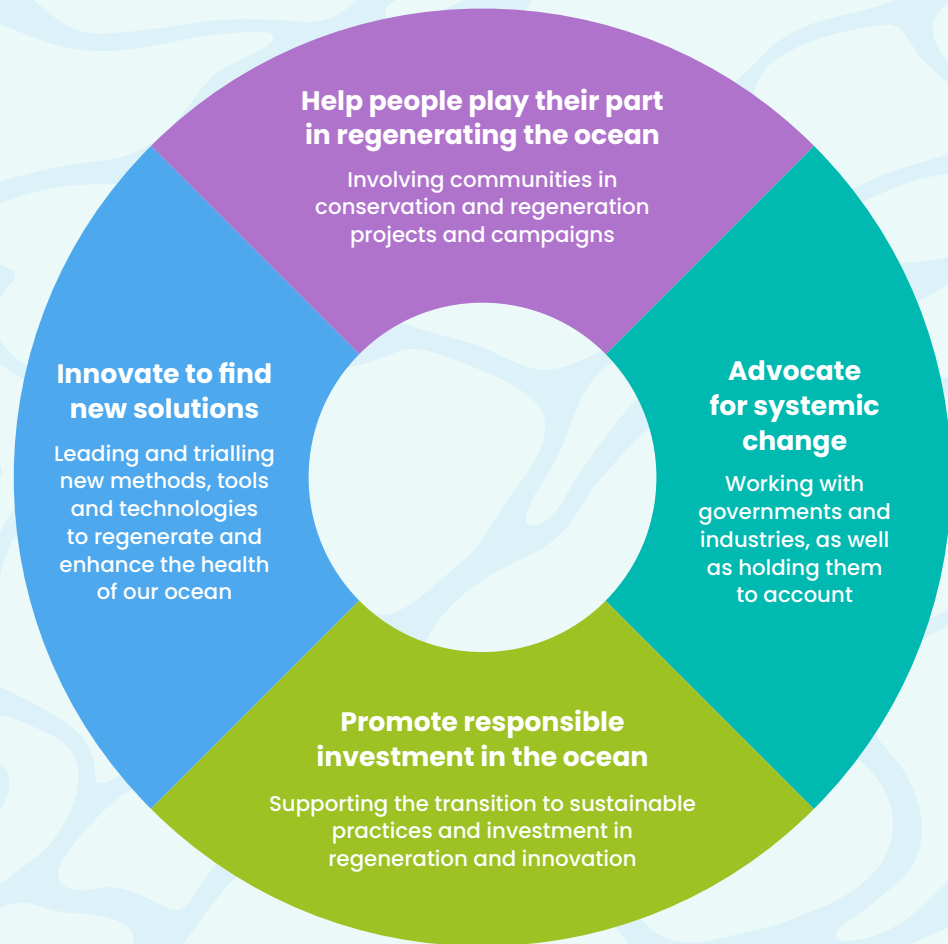 Help people play their part
in regenerating the ocean
Involving communities in
conservation and regeneration
projects and campaigns
Innovate to find
new solutions
Leading and trialling
new methods, tools
and technologies
to regenerate and
enhance the health
of our ocean
Advocate
for systemic
change
Working with
governments and
industries, as well
as holding them
to account
Promote responsible
investment in the ocean
Supporting the transition to sustainable
practices and investment in
regeneration and innovation